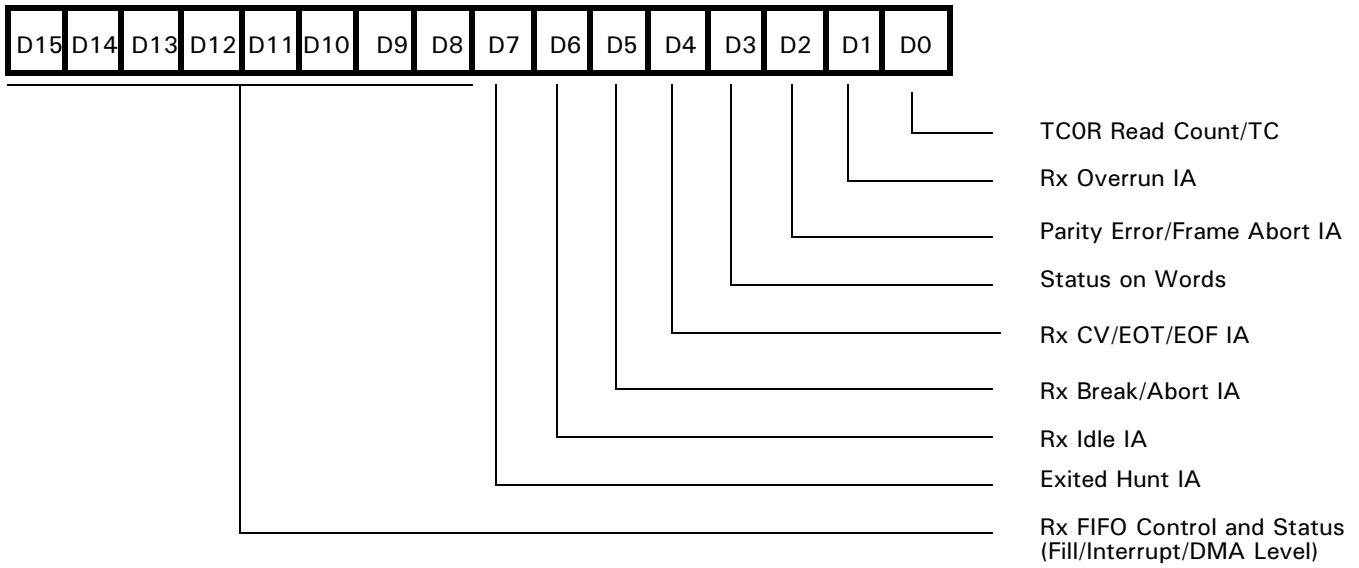 D15 D14 D13 D12 D11 D10 D9 D8 D7 D6 D5 D4 D3 D2 D1 D0
TC0R Read Count/TC
Rx Overrun IA
Parity Error/Frame Abort IA
Status on Words
Rx CV/EOT/EOF IA
Rx Break/Abort IA
Rx Idle IA
Exited Hunt IA
Rx FIFO Control and Status
(Fill/Interrupt/DMA Level)